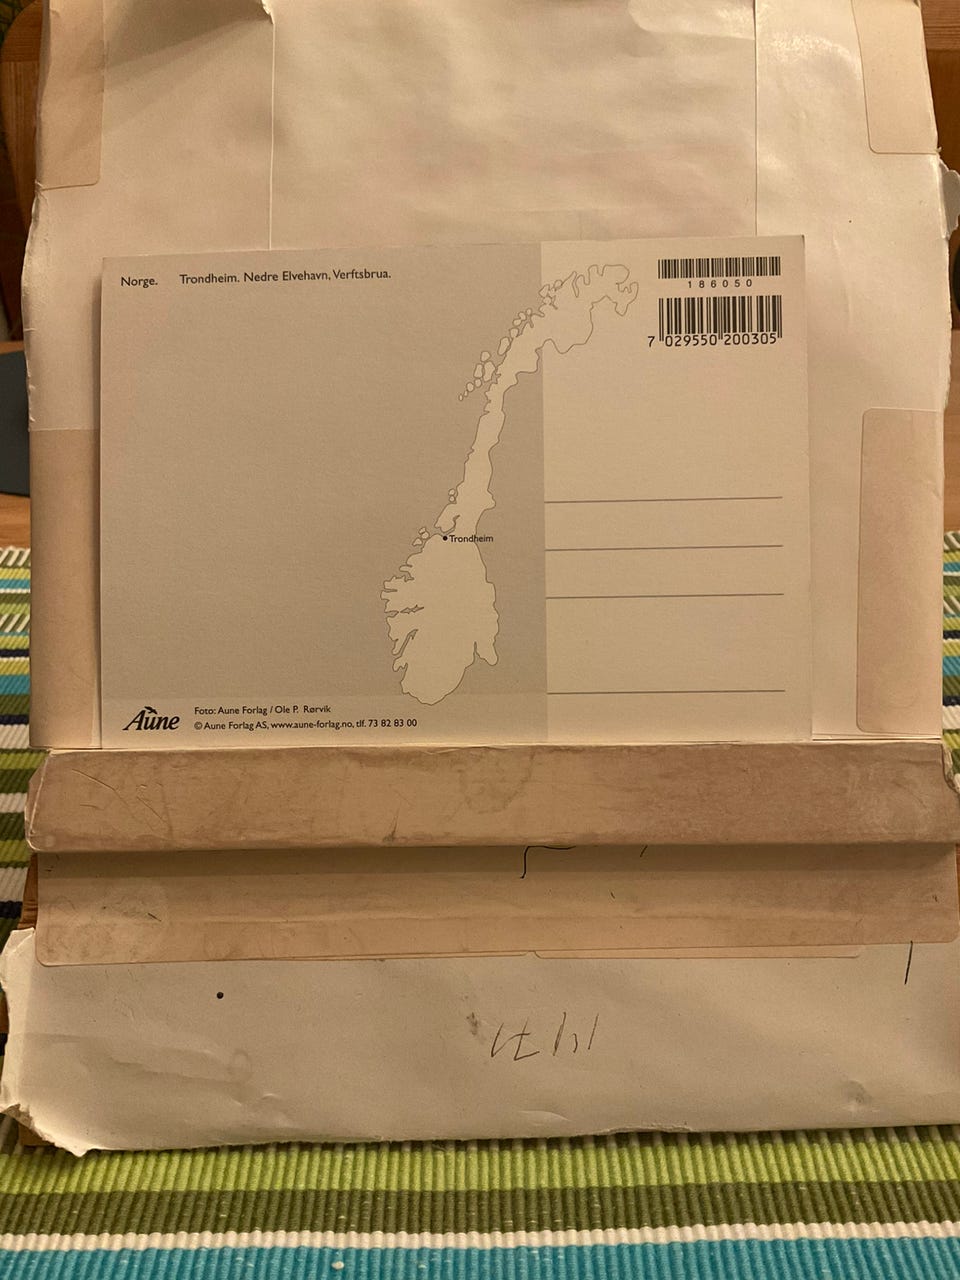 Norge. Trondheim. Nedre Elvehavn, Verftsbrua.
186050
7 029550 200305
Trondheim
Aune
Foto: Aune Forlag / Ole P. Rørvik
© Aune Forlag AS, www.aune-forlag.no, tlf. 73 82 83 00